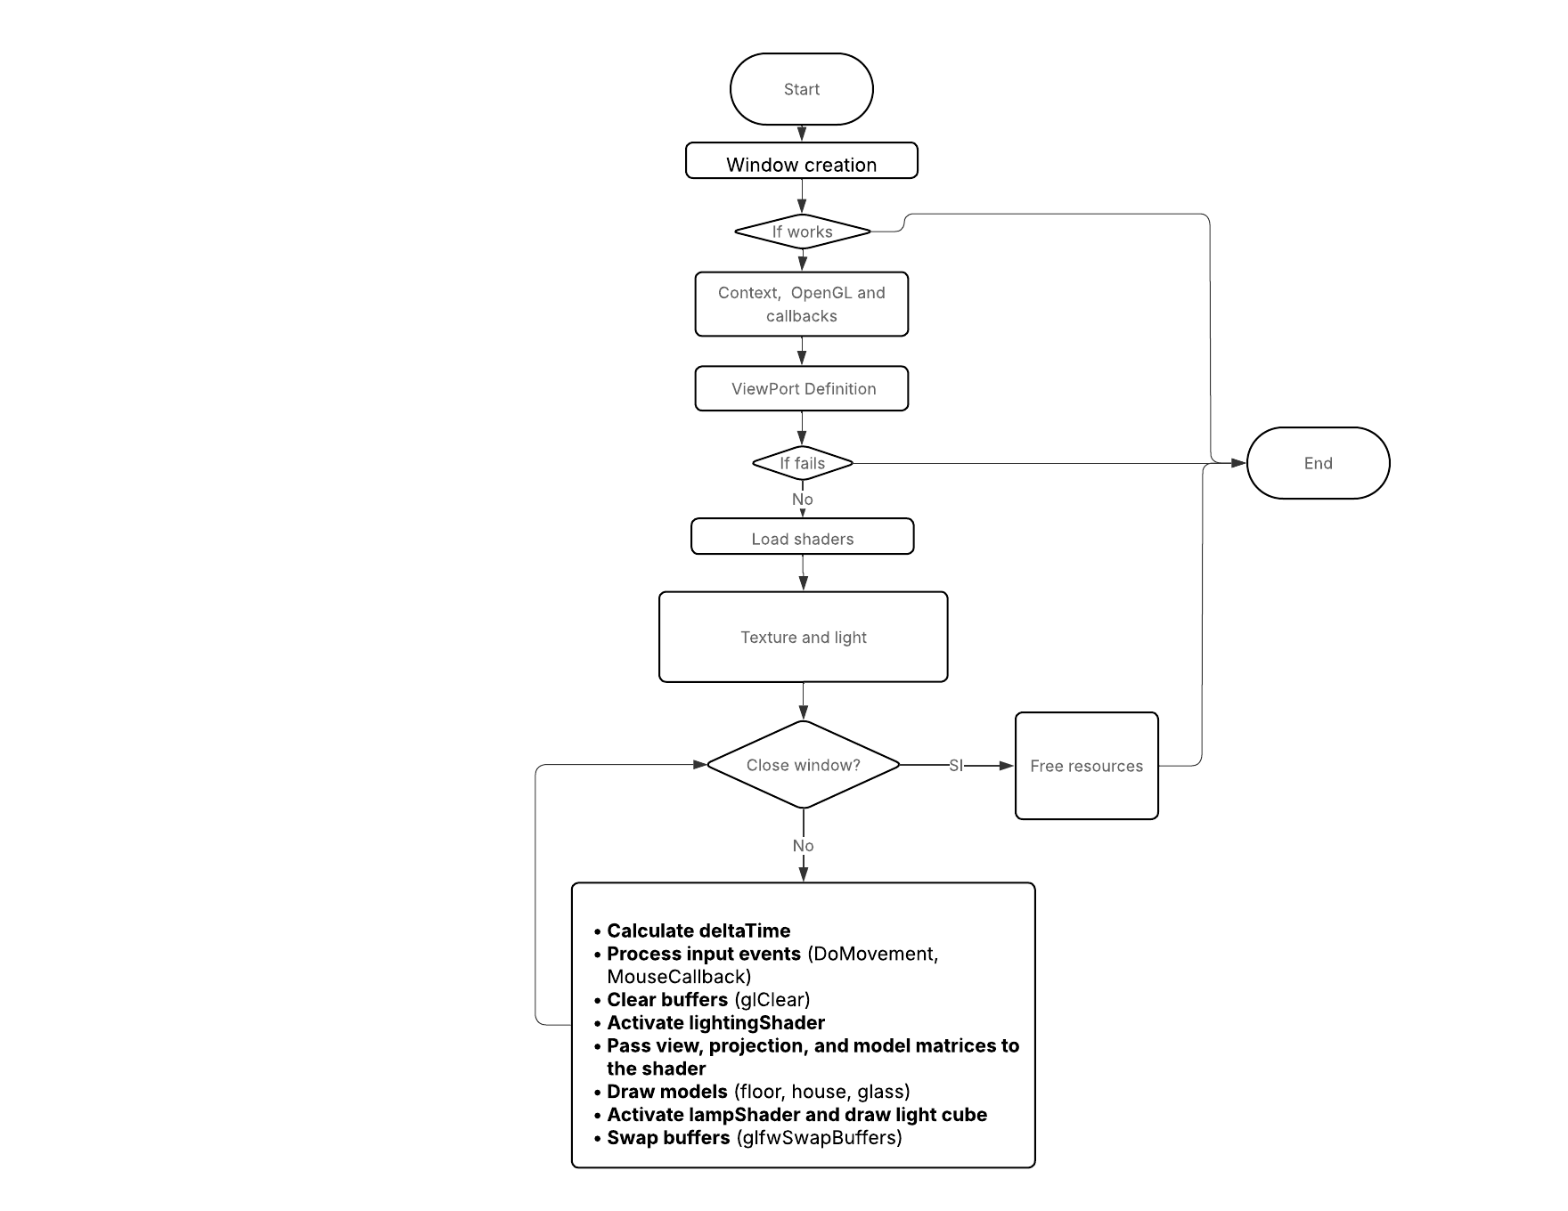 Start
Window creation
If works
Context,  OpenGL and
callbacks
ViewPort Definition
If fails
End
No
Load shaders
Texture and light
Close window?
SI
Free resources
No
• Calculate deltaTime
• Process input events (DoMovement,
MouseCallback)
• Clear buffers (glClear)
• Activate lightingShader
• Pass view, projection, and model matrices to
the shader
• Draw models (floor, house, glass)
• Activate lampShader and draw light cube
• Swap buffers (glfwSwapBuffers)